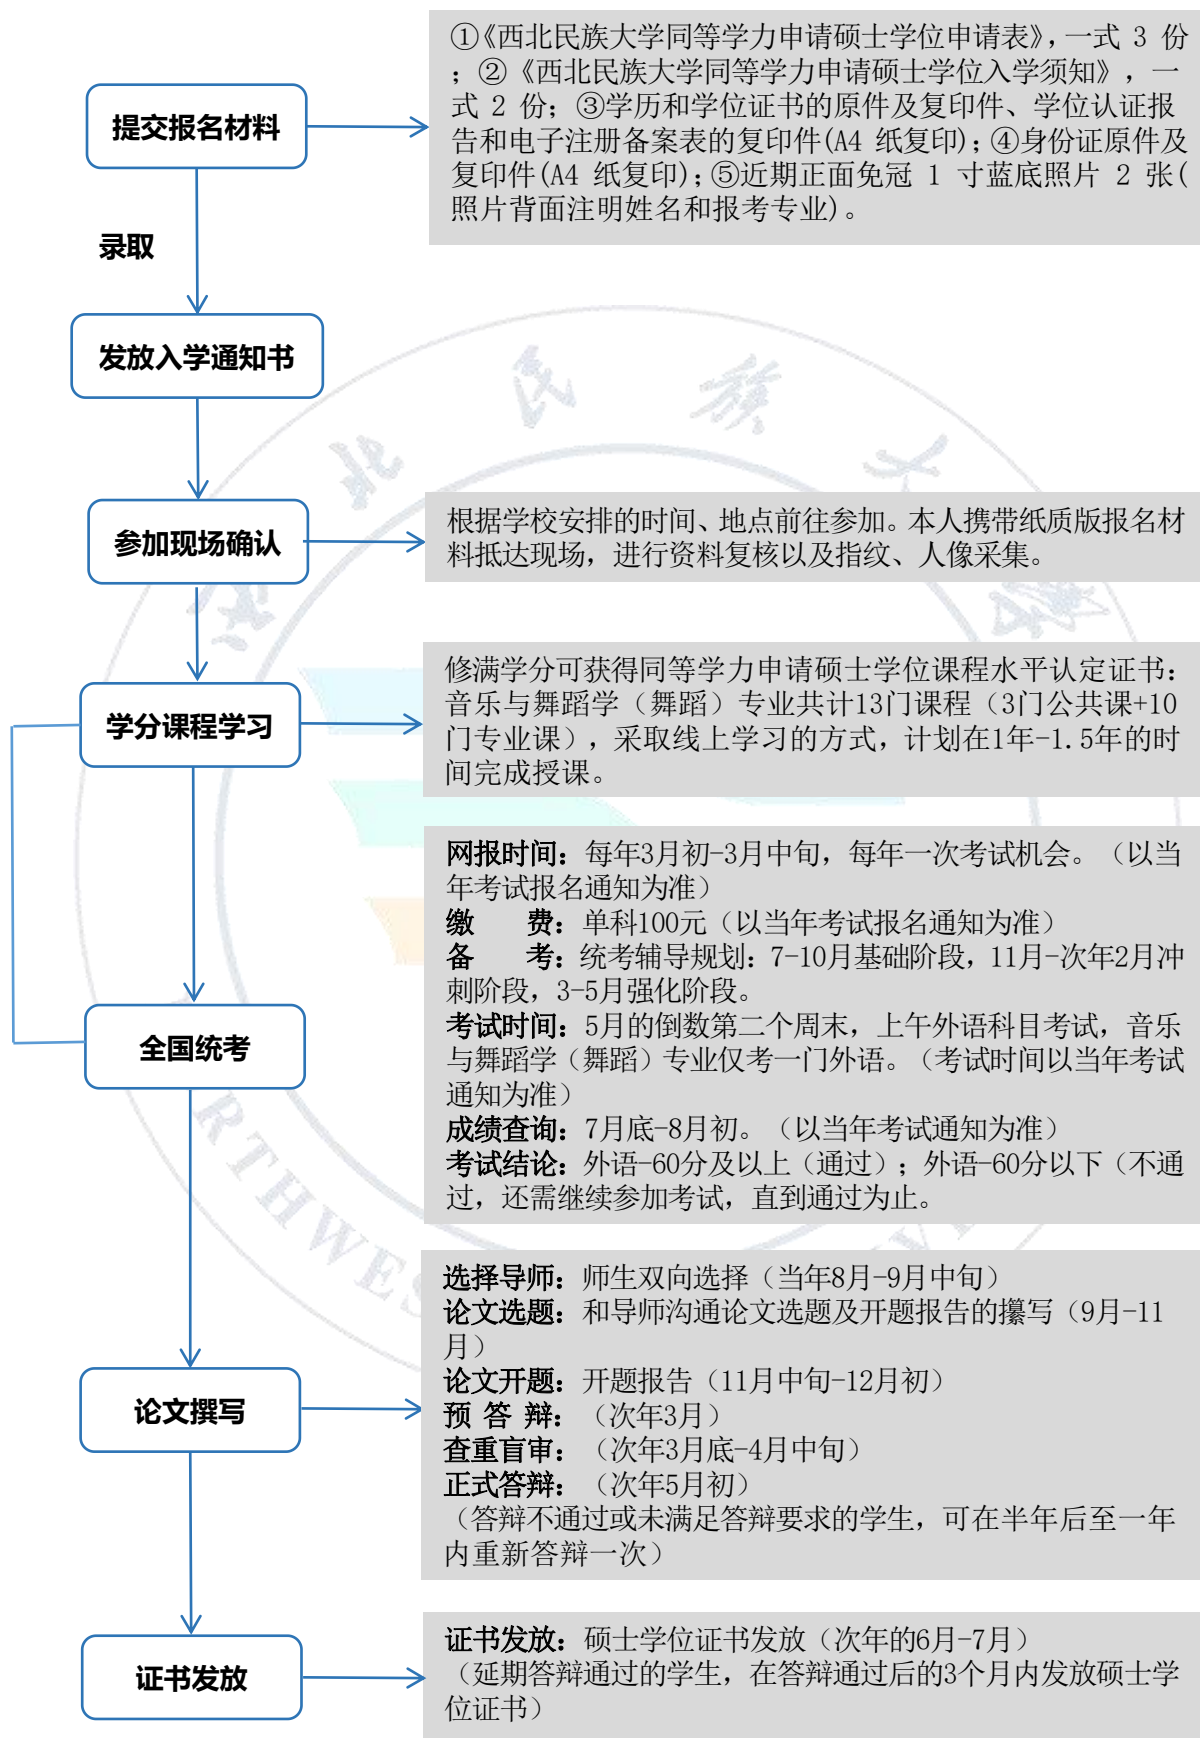 ①《西北民族大学同等学力申请硕士学位申请表》，一式 3 份
；②《西北民族大学同等学力申请硕士学位入学须知》，一
式 2 份；③学历和学位证书的原件及复印件、学位认证报
告和电子注册备案表的复印件(A4 纸复印)；④身份证原件及
复印件(A4 纸复印)；⑤近期正面免冠 1 寸蓝底照片 2 张(
照片背面注明姓名和报考专业)。
提交报名材料
录取
发放入学通知书
参加现场确认
根据学校安排的时间、地点前往参加。本人携带纸质版报名材
料抵达现场，进行资料复核以及指纹、人像采集。
学分课程学习
修满学分可获得同等学力申请硕士学位课程水平认定证书：
音乐与舞蹈学（舞蹈）专业共计13门课程（3门公共课+10
门专业课），采取线上学习的方式，计划在1年-1.5年的时
间完成授课。
全国统考
网报时间：每年3月初-3月中旬，每年一次考试机会。（以当
年考试报名通知为准）
缴 费：单科100元（以当年考试报名通知为准）
备 考：统考辅导规划：7-10月基础阶段，11月-次年2月冲
刺阶段，3-5月强化阶段。
考试时间：5月的倒数第二个周末，上午外语科目考试，音乐
与舞蹈学（舞蹈）专业仅考一门外语。（考试时间以当年考试
通知为准）
成绩查询：7月底-8月初。（以当年考试通知为准）
考试结论：外语-60分及以上（通过）；外语-60分以下（不通
过，还需继续参加考试，直到通过为止。
论文撰写
选择导师：师生双向选择（当年8月-9月中旬）
论文选题：和导师沟通论文选题及开题报告的攥写（9月-11
月）
论文开题：开题报告（11月中旬-12月初）
预 答 辩：（次年3月）
查重盲审：（次年3月底-4月中旬）
正式答辩：（次年5月初）
（答辩不通过或未满足答辩要求的学生，可在半年后至一年
内重新答辩一次）
证书发放
证书发放：硕士学位证书发放（次年的6月-7月）
（延期答辩通过的学生，在答辩通过后的3个月内发放硕士学
位证书）